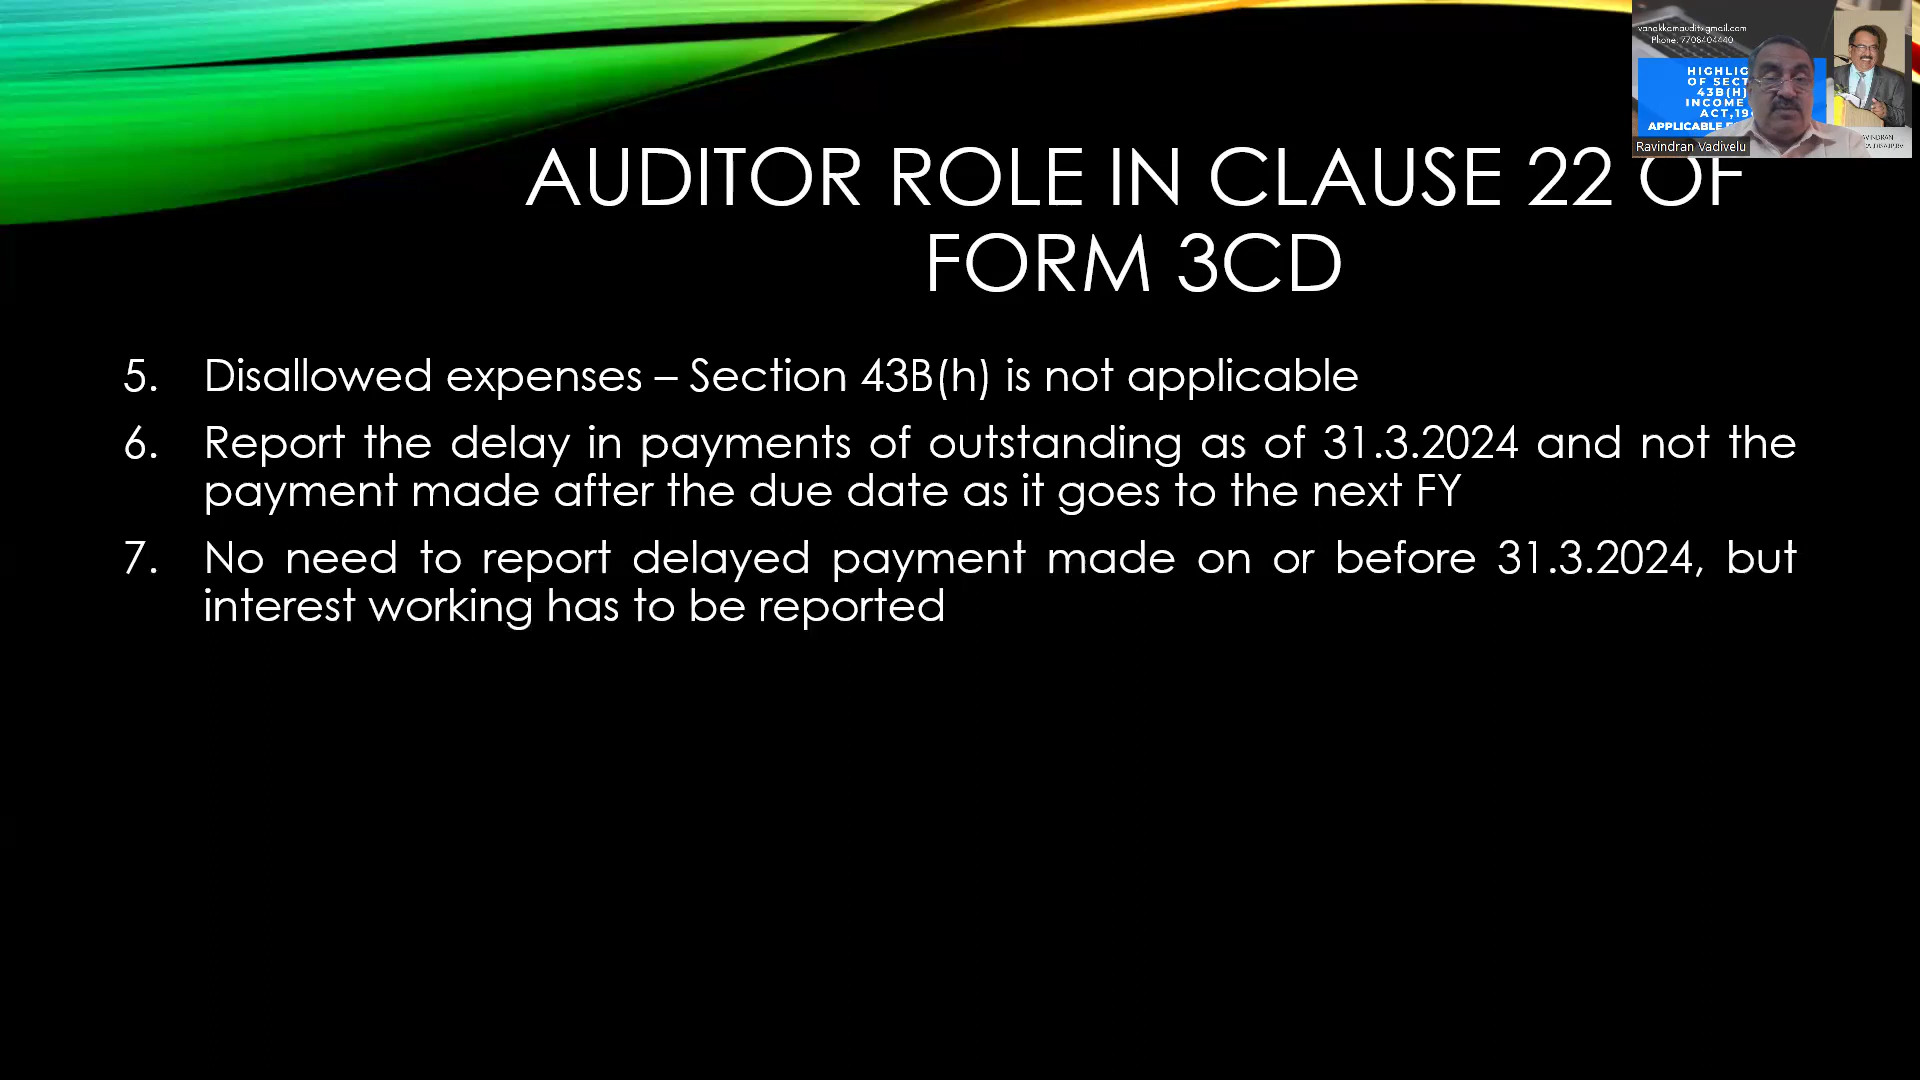 vanakkamaudit@gmail.com
Phone: 7708404440
HIGHLIG
OF SECT
43B(H)
INCOME
ACT,19
APPLICABLE F
Ravindran Vadivelu
AUDITOR ROLE IN CLAUSE 22 OF
FORM 3CD
5. Disallowed expenses – Section 43B(h) is not applicable
6. Report the delay in payments of outstanding as of 31.3.2024 and not the
payment made after the due date as it goes to the next FY
7. No need to report delayed payment made on or before 31.3.2024, but
interest working has to be reported